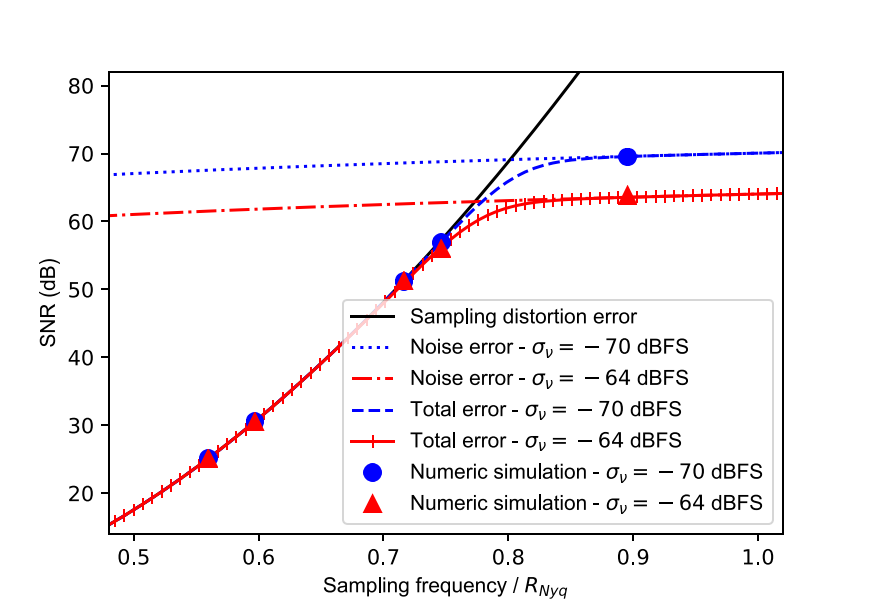 80
70
60
50
40
30
20
SNR (dB)
Sampling distortion error
Noise error - σ_ν = − 70 dBFS
Noise error - σ_ν = − 64 dBFS
Total error - σ_ν = − 70 dBFS
Total error - σ_ν = − 64 dBFS
Numeric simulation - σ_ν = − 70 dBFS
Numeric simulation - σ_ν = − 64 dBFS
0.5 0.6 0.7 0.8 0.9 1.0
Sampling frequency / R_Nyq